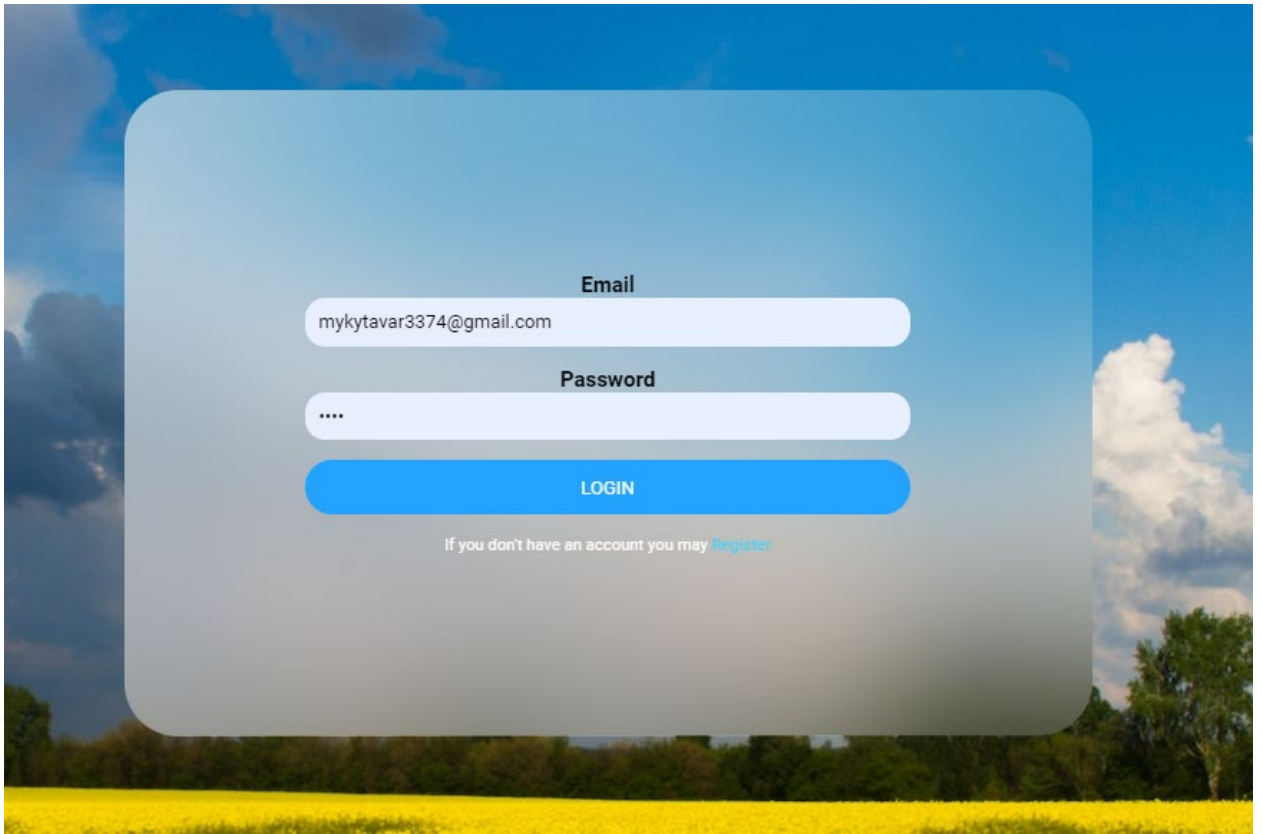 Email
mykytavar3374@gmail.com
Password
••••
LOGIN
If you don't have an account you may Register